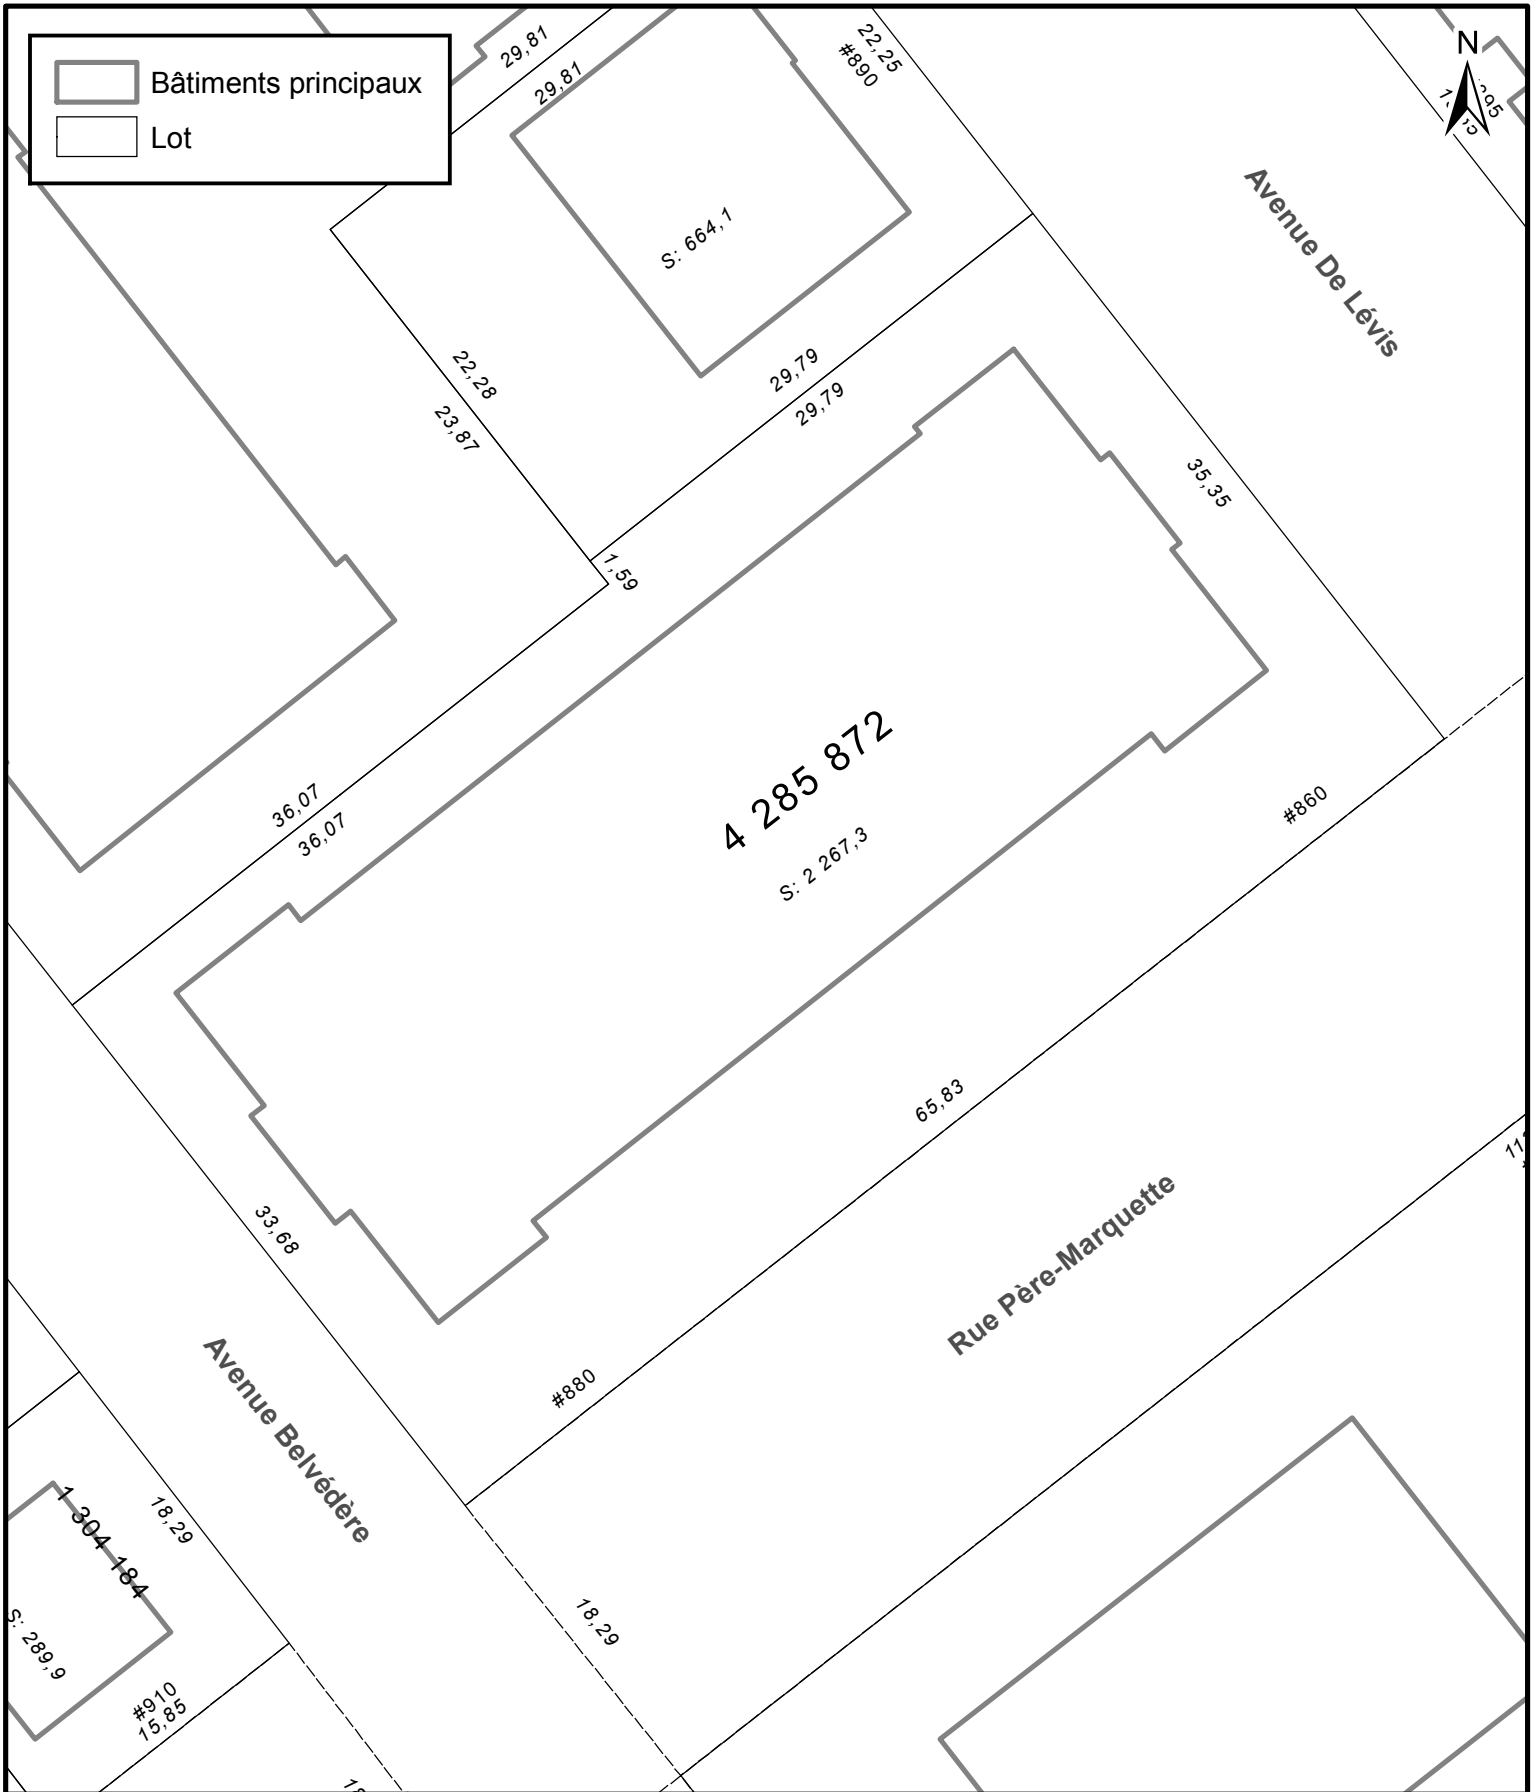 Bâtiments principaux
Lot
N
29,81
29,81
22,25
#890
Avenue De Lévis
S: 664,1
22,28
23,87
29,79
29,79
35,35
1,59
36,07
36,07
4 285 872
S: 2 267,3
#860
65,83
Rue Père-Marquette
33,68
#880
Avenue Belvédère
18,29
1 304 184
S: 289,9
#910
15,85
18,29